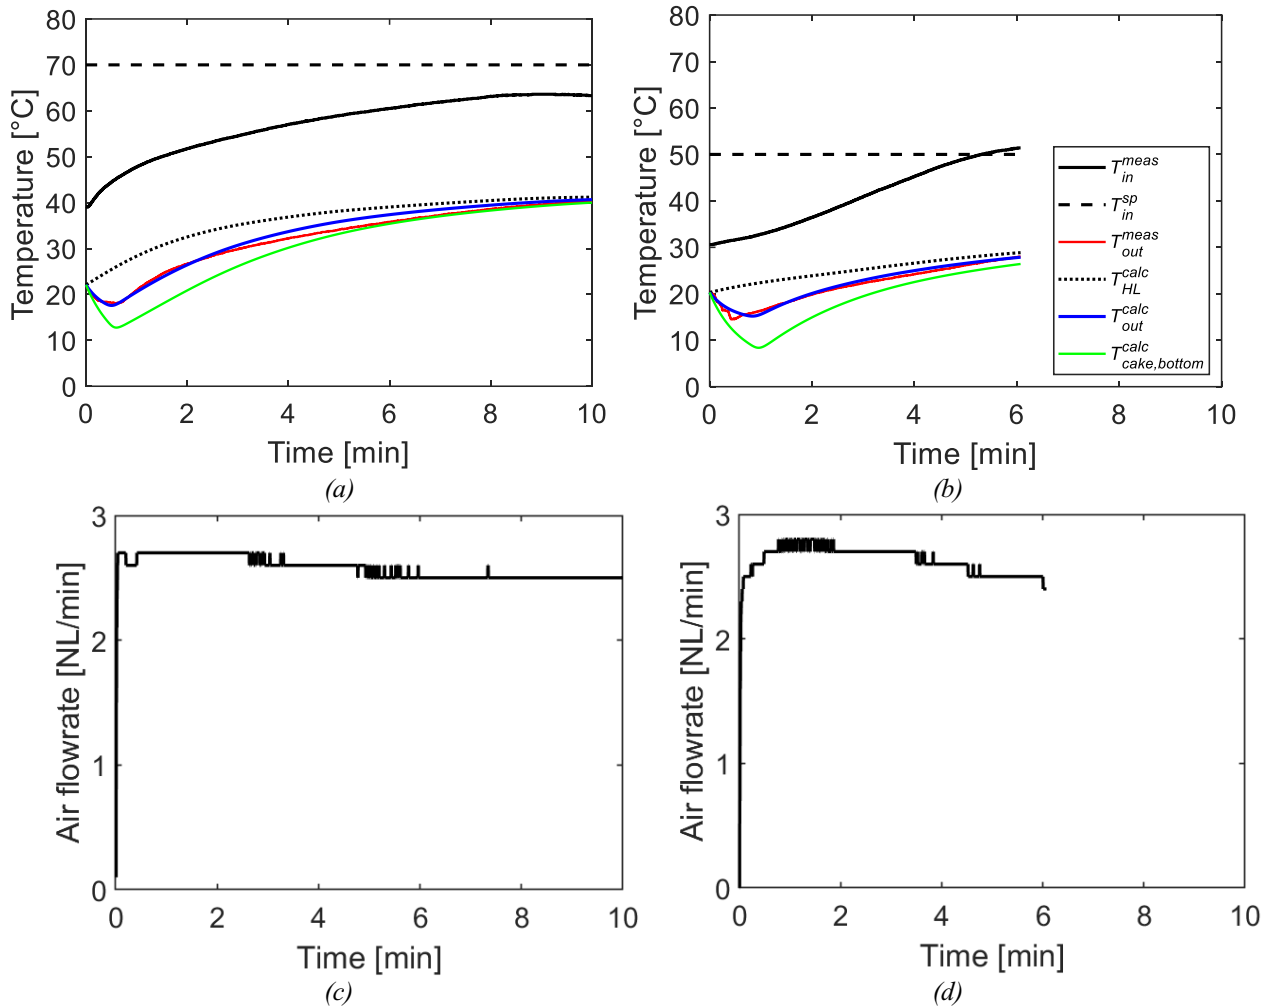 80
70
60
50
40
30
20
10
0
Temperature [°C]
0 2 4 6 8 10
Time [min]
(a)
80
70
60
50
40
30
20
10
0
Temperature [°C]
0 2 4 6 8 10
Time [min]
(b)
T_in^meas
T_in^sp
T_out^meas
T_HL^calc
T_out^calc
T_cake,bottom^calc
3
2
1
0
Air flowrate [NL/min]
0 2 4 6 8 10
Time [min]
(c)
3
2
1
0
Air flowrate [NL/min]
0 2 4 6 8 10
Time [min]
(d)